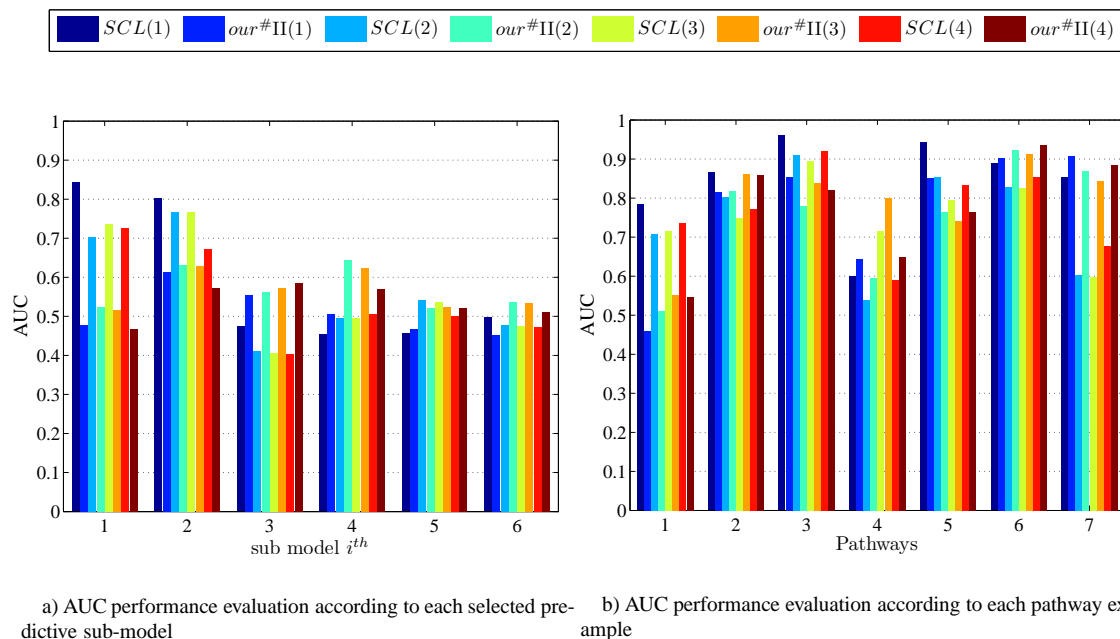 SCL(1) our#II(1) SCL(2) our#II(2) SCL(3) our#II(3) SCL(4) our#II(4)
1
0.9
0.8
0.7
0.6
0.5
0.4
0.3
0.2
0.1
0
AUC
1 2 3 4 5 6
sub model i^th
1
0.9
0.8
0.7
0.6
0.5
0.4
0.3
0.2
0.1
0
AUC
1 2 3 4 5 6 7
Pathways
a) AUC performance evaluation according to each selected pre-
dictive sub-model
b) AUC performance evaluation according to each pathway ex
ample